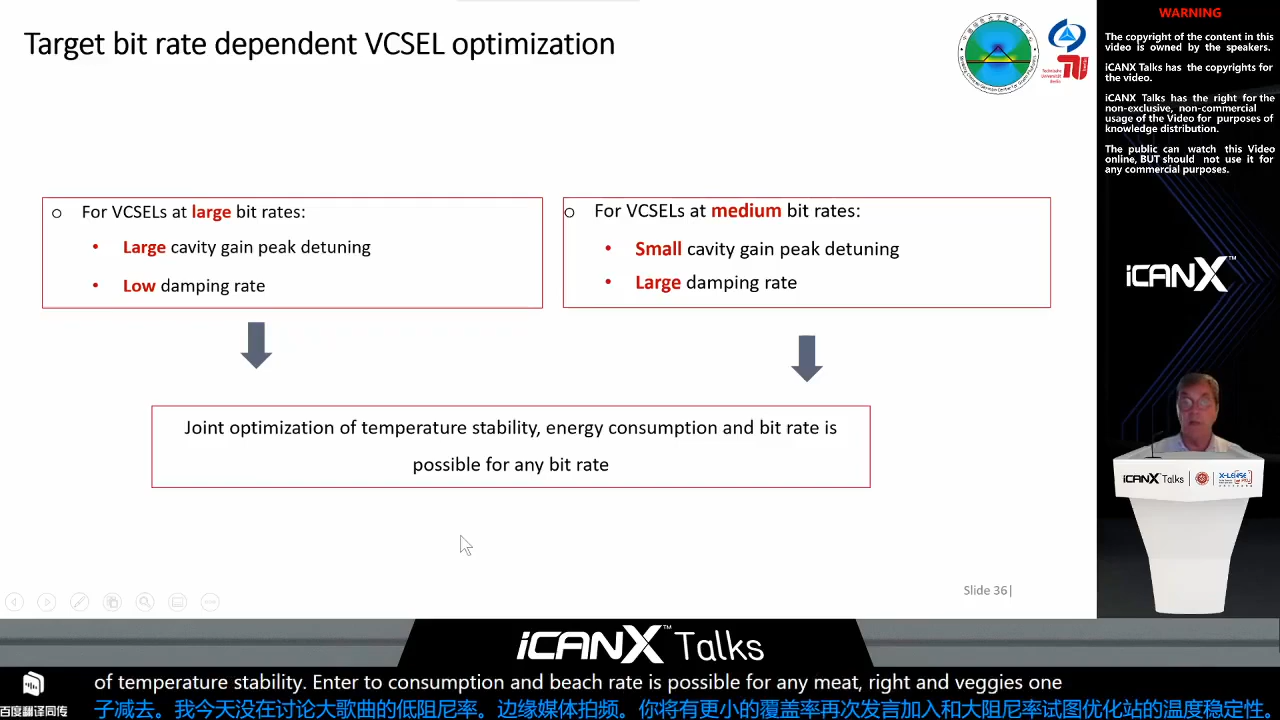 Target bit rate dependent VCSEL optimization
For VCSELs at large bit rates:
Large cavity gain peak detuning
Low damping rate
For VCSELs at medium bit rates:
Small cavity gain peak detuning
Large damping rate
Joint optimization of temperature stability, energy consumption and bit rate is
possible for any bit rate
Slide 36|
WARNING
The copyright of the content in this
video is owned by the speakers.
iCANX Talks has the copyrights for
the video.
iCANX Talks has the right for the
non-exclusive, non-commercial
usage of the Video for purposes of
knowledge distribution.
The public can watch this Video
online, BUT should not use it for
any commercial purposes.
iCANX™
iCANX Talks
X-LENSE
iCANX™ Talks
of temperature stability. Enter to consumption and beach rate is possible for any meat, right and veggies one
子减去。我今天没在讨论大歌曲的低阻尼率。边缘媒体拍频。你将有更小的覆盖率再次发言加入和大阻尼率试图优化站的温度稳定性.
百度翻译同传